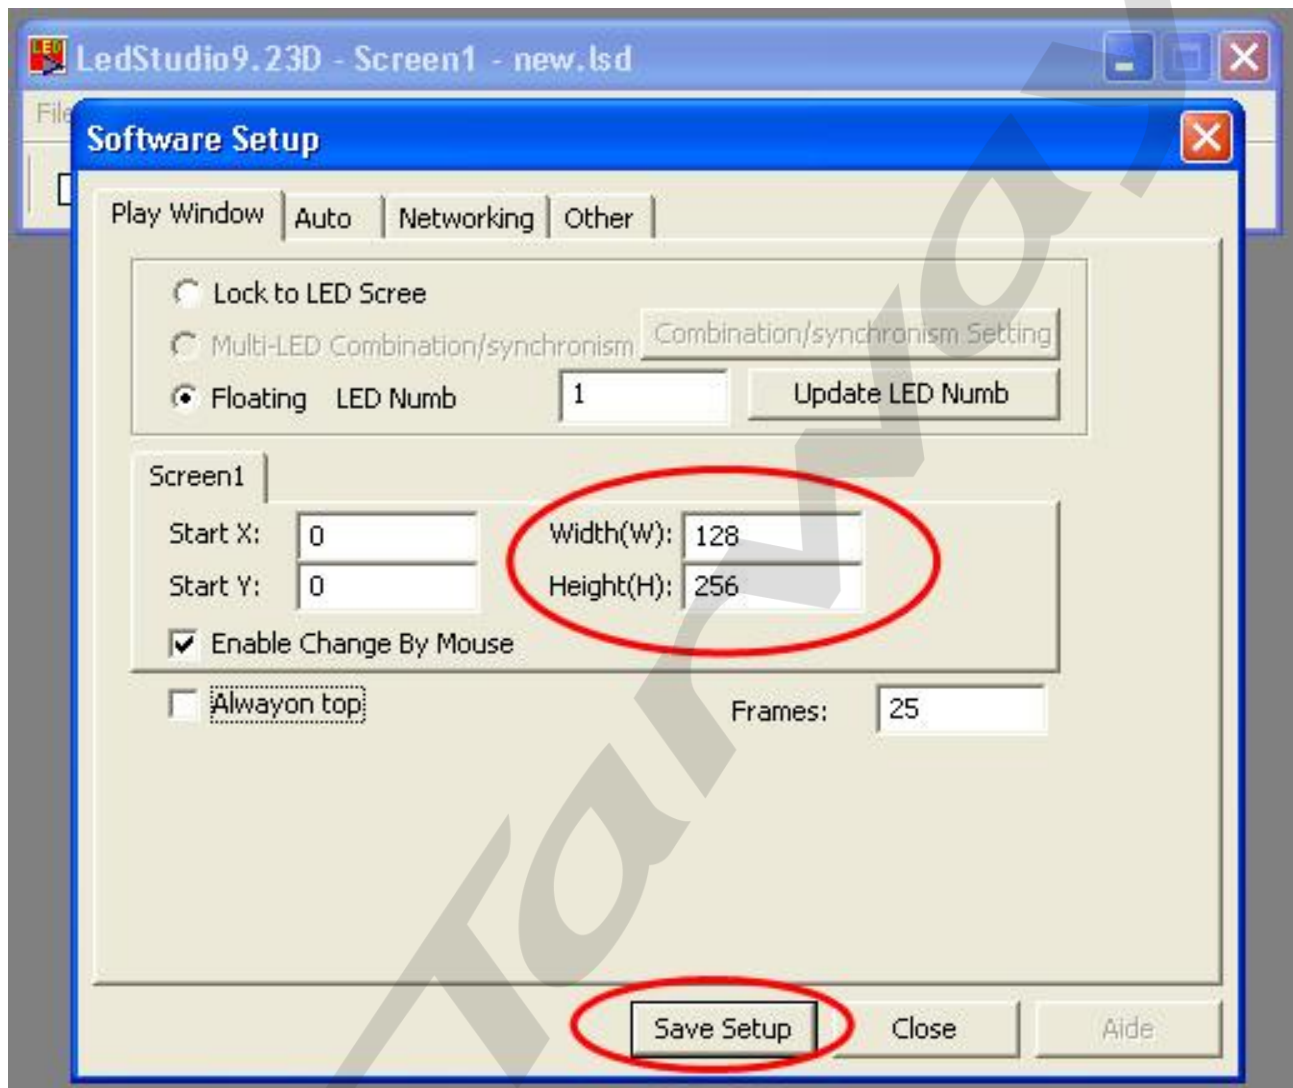 LED
LedStudio9.23D - Screen1 - new.lsd
File
Software Setup
Play Window Auto Networking Other
Lock to LED Scree
Multi-LED Combination/synchronism Combination/synchronism Setting
Floating LED Numb 1 Update LED Numb
Screen1
Start X: 0 Width(W): 128
Start Y: 0 Height(H): 256
Enable Change By Mouse
Alwayon top Frames: 25
Save Setup Close Aide
Tarway